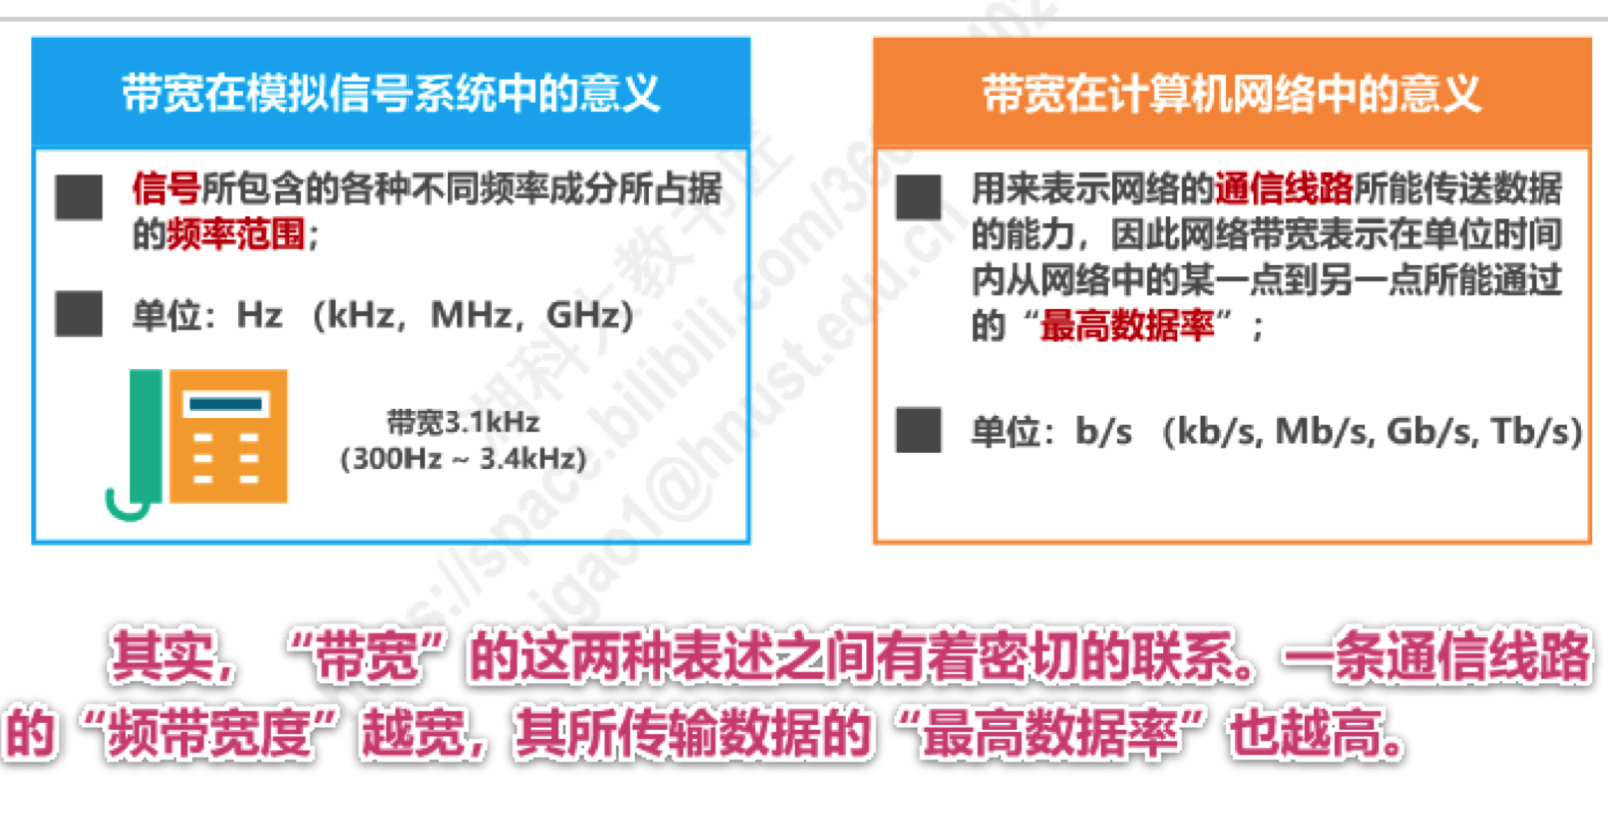 带宽在模拟信号系统中的意义
信号所包含的各种不同频率成分所占据
的频率范围；
单位：Hz （kHz，MHz，GHz）
带宽3.1kHz
(300Hz ~ 3.4kHz)
带宽在计算机网络中的意义
用来表示网络的通信线路所能传送数据
的能力，因此网络带宽表示在单位时间
内从网络中的某一点到另一点所能通过
的“最高数据率”；
单位：b/s （kb/s, Mb/s, Gb/s, Tb/s)
其实，“带宽”的这两种表述之间有着密切的联系。一条通信线路
的“频带宽度”越宽，其所传输数据的“最高数据率”也越高。